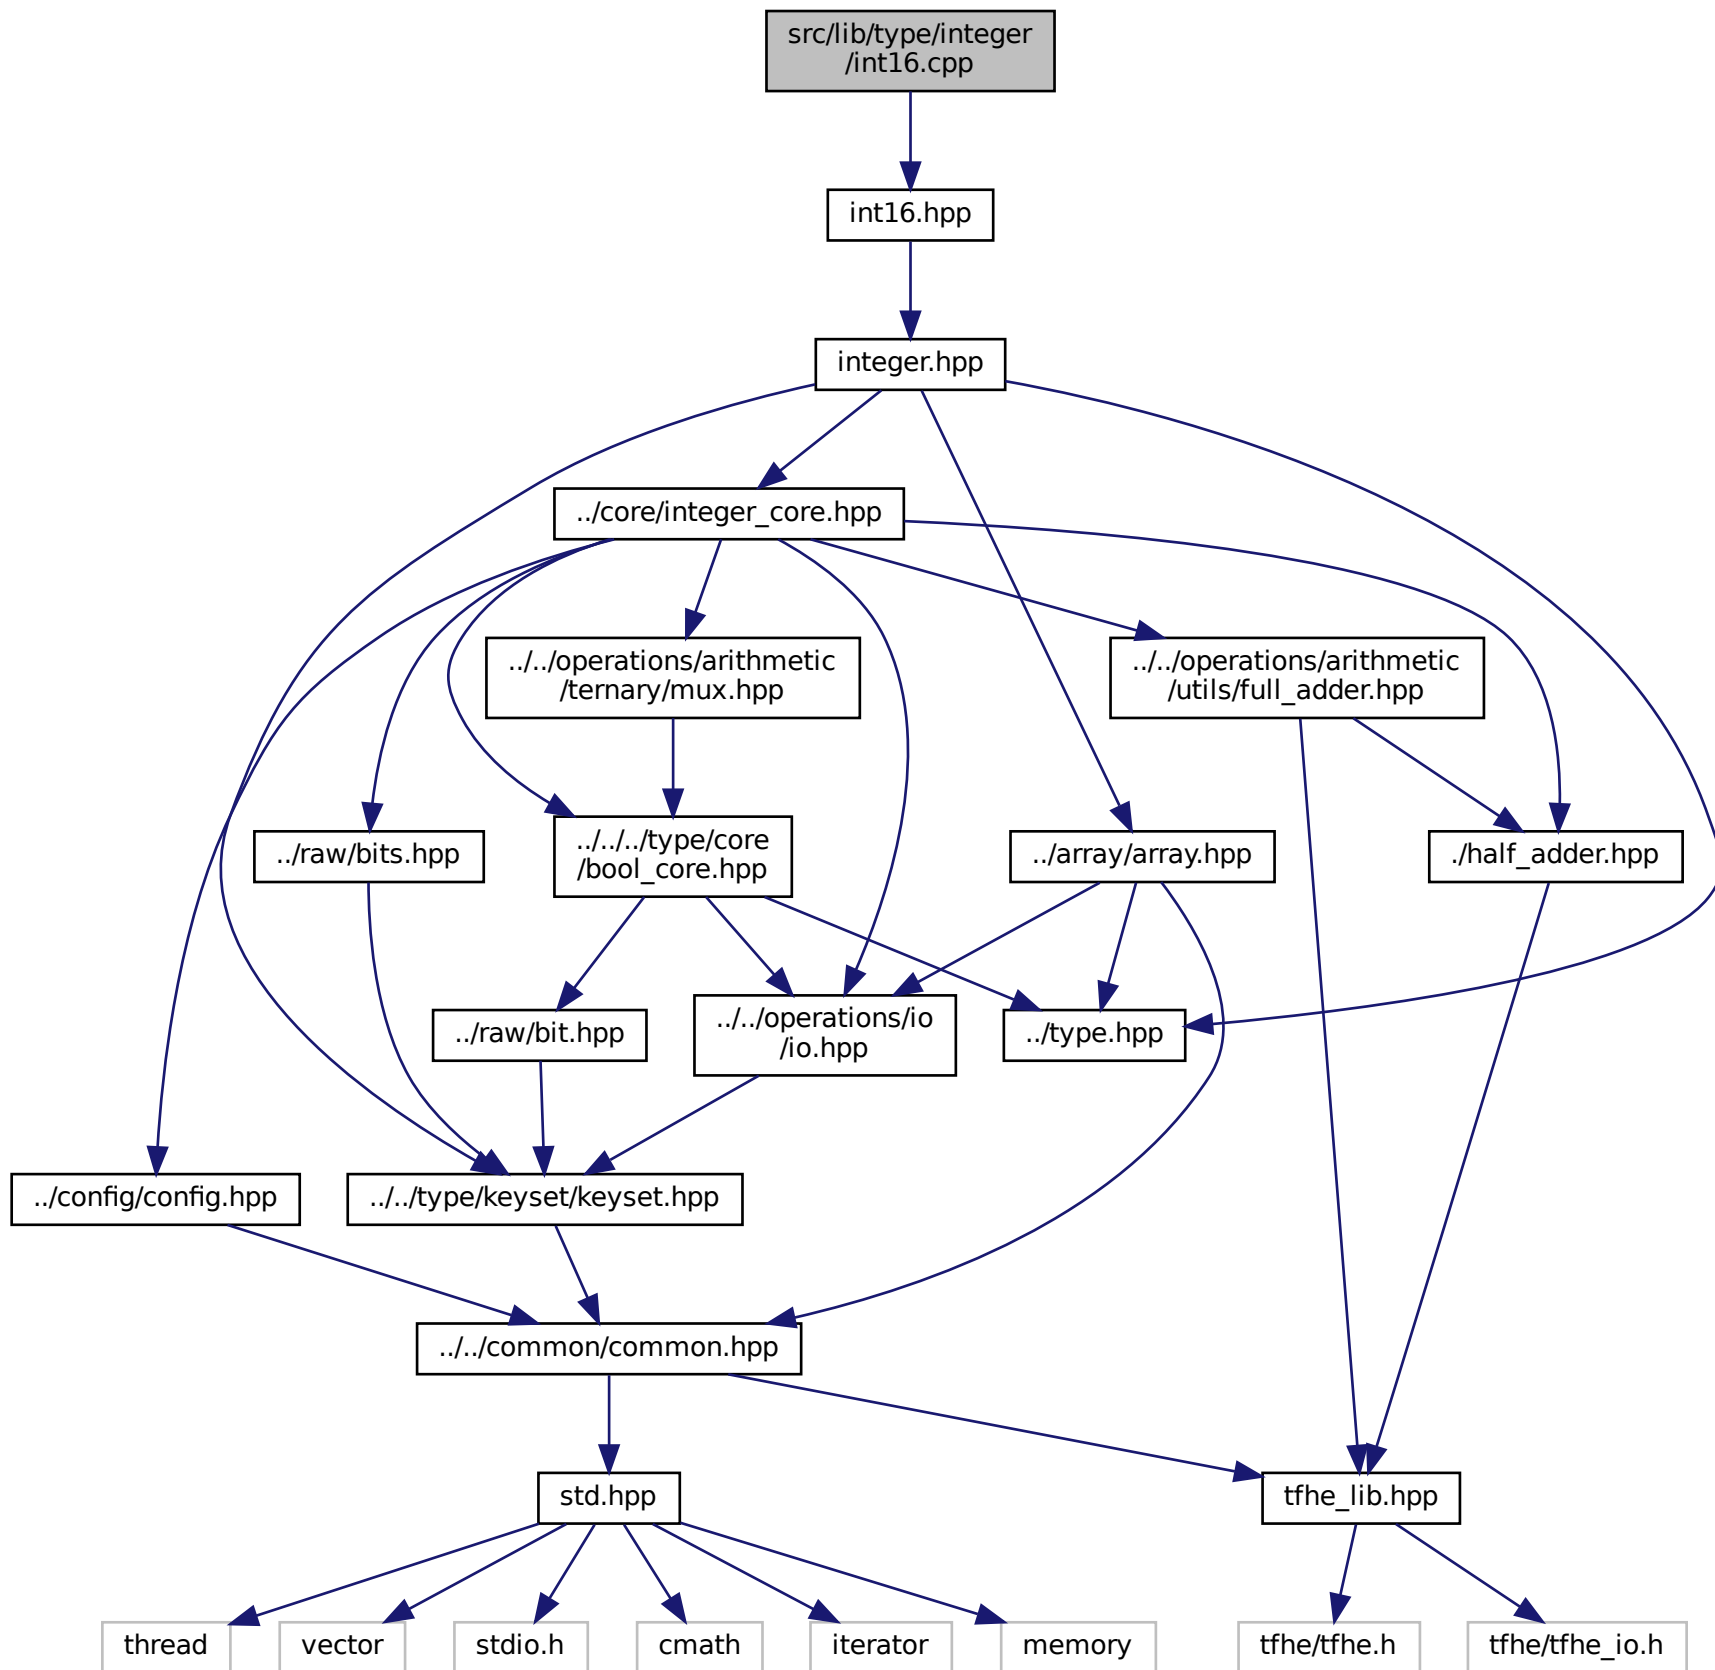 src/lib/type/integer
/int16.cpp
int16.hpp
integer.hpp
../core/integer_core.hpp
../../operations/arithmetic
/ternary/mux.hpp
../../operations/arithmetic
/utils/full_adder.hpp
../raw/bits.hpp
../../../type/core
/bool_core.hpp
../array/array.hpp
./half_adder.hpp
../raw/bit.hpp
../../operations/io
/io.hpp
../type.hpp
../config/config.hpp
../../type/keyset/keyset.hpp
../../common/common.hpp
std.hpp
tfhe_lib.hpp
thread
vector
stdio.h
cmath
iterator
memory
tfhe/tfhe.h
tfhe/tfhe_io.h